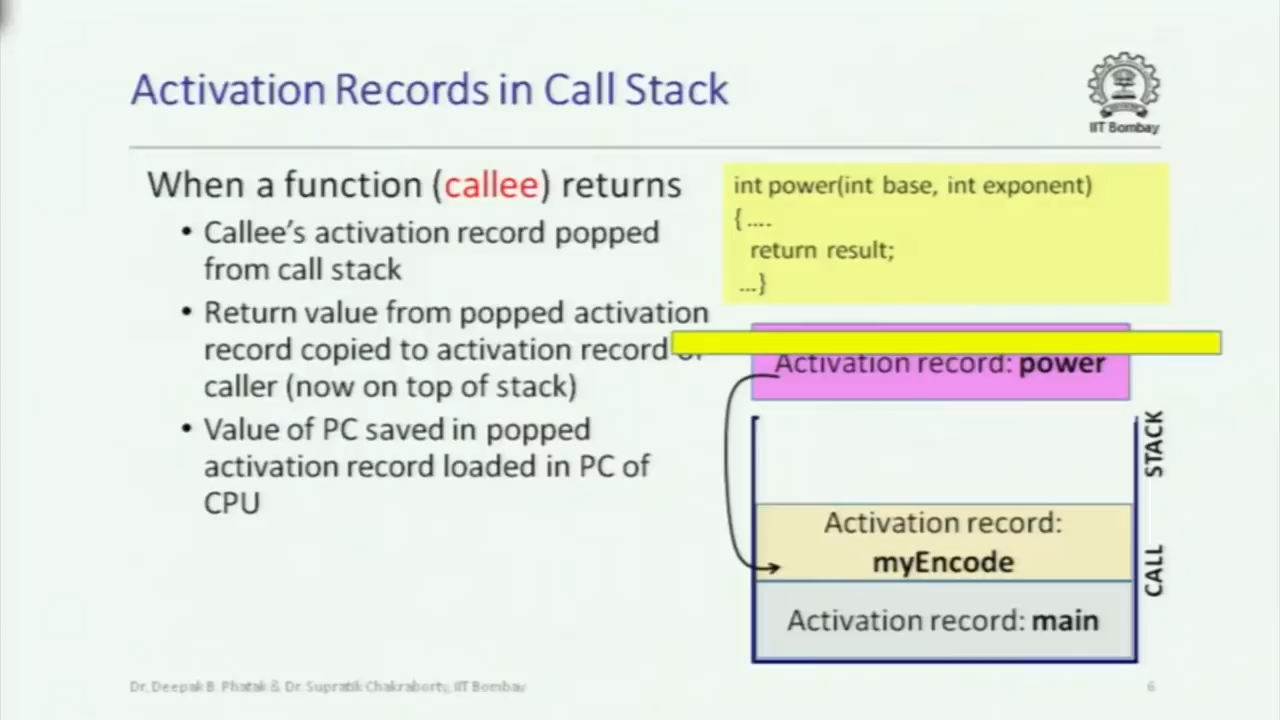 Activation Records in Call Stack
IIT Bombay
When a function (callee) returns
• Callee's activation record popped
from call stack
• Return value from popped activation
record copied to activation record
caller (now on top of stack)
• Value of PC saved in popped
activation record loaded in PC of
CPU
int power(int base, int exponent)
{ ....
return result;
...}
Activation record: power
Activation record:
myEncode
Activation record: main
CALL STACK
Dr. Deepak B. Phatak & Dr. Supratik Chakraborty, IIT Bombay
6